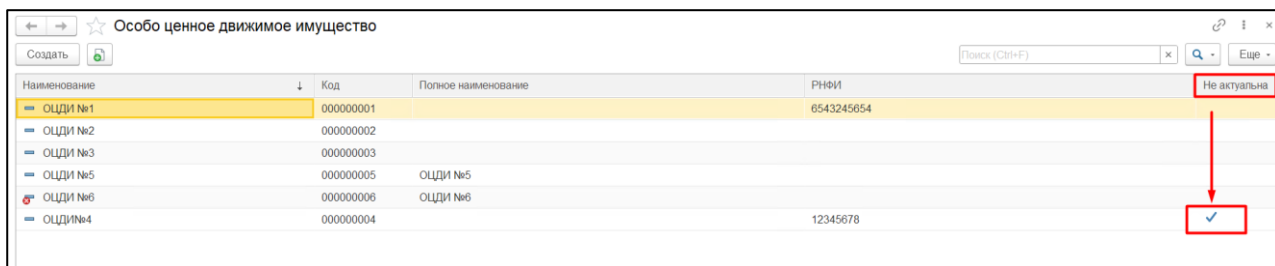 Особо ценное движимое имущество
Создать Поиск (Ctrl+F) Еще
Наименование Код Полное наименование РНФИ Не актуальна
ОЦДИ №1 000000001 6543245654
ОЦДИ №2 000000002
ОЦДИ №3 000000003
ОЦДИ №5 000000005 ОЦДИ №5
ОЦДИ №6 000000006 ОЦДИ №6
ОЦДИ№4 000000004 12345678